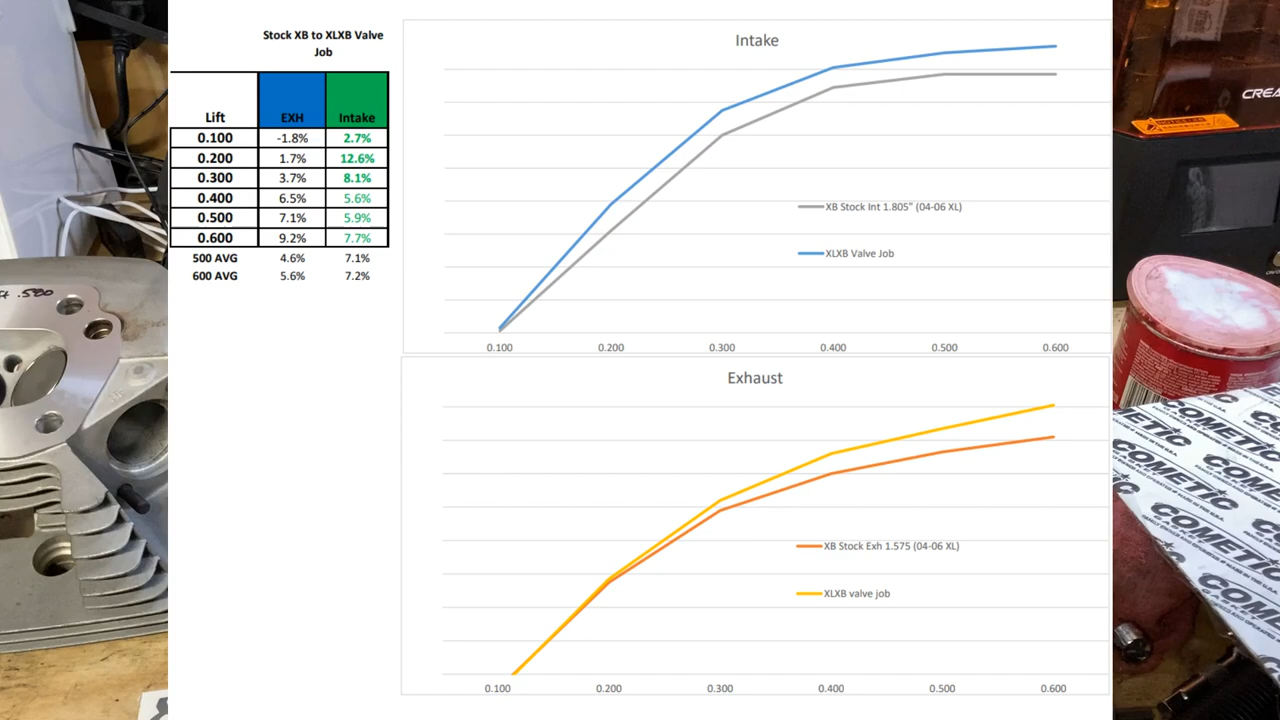 Stock XB to XLXB Valve
Job
Lift EXH Intake
0.100 -1.8% 2.7%
0.200 1.7% 12.6%
0.300 3.7% 8.1%
0.400 6.5% 5.6%
0.500 7.1% 5.9%
0.600 9.2% 7.7%
500 AVG 4.6% 7.1%
600 AVG 5.6% 7.2%
Intake
XB Stock Int 1.805" (04-06 XL)
XLXB Valve Job
0.100 0.200 0.300 0.400 0.500 0.600
Exhaust
XB Stock Exh 1.575 (04-06 XL)
XLXB valve job
0.100 0.200 0.300 0.400 0.500 0.600
.590
CREA
COMETIC
COMETIC
COMETIC
COMETIC
COMETIC